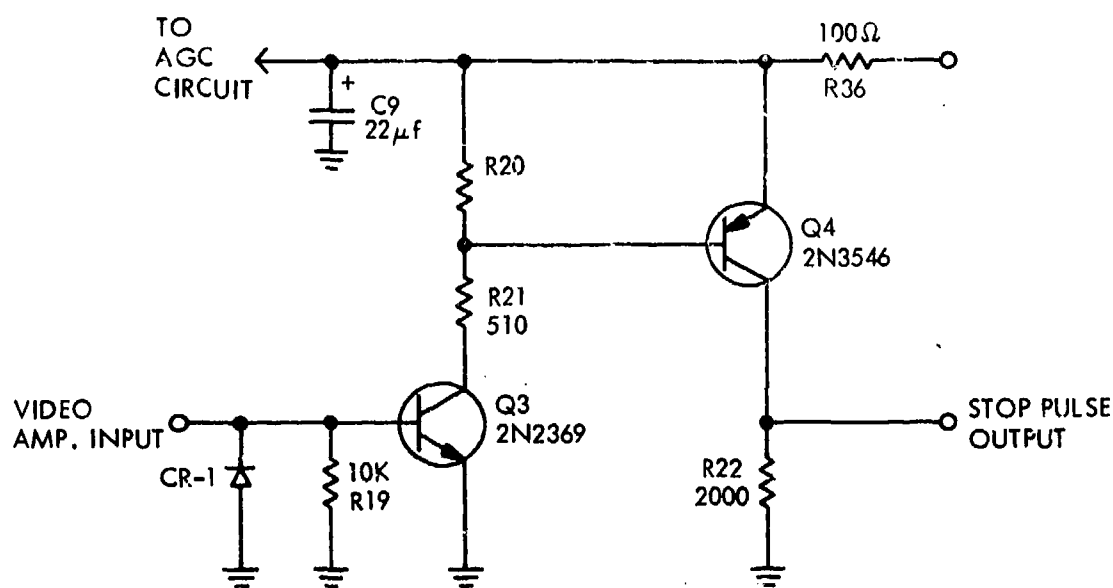 TO
AGC
CIRCUIT
100Ω
R36
+
C9
22μf
R20
Q4
2N3546
R21
510
Q3
2N2369
VIDEO
AMP. INPUT
CR-1
10K
R19
R22
2000
STOP PULSE
OUTPUT